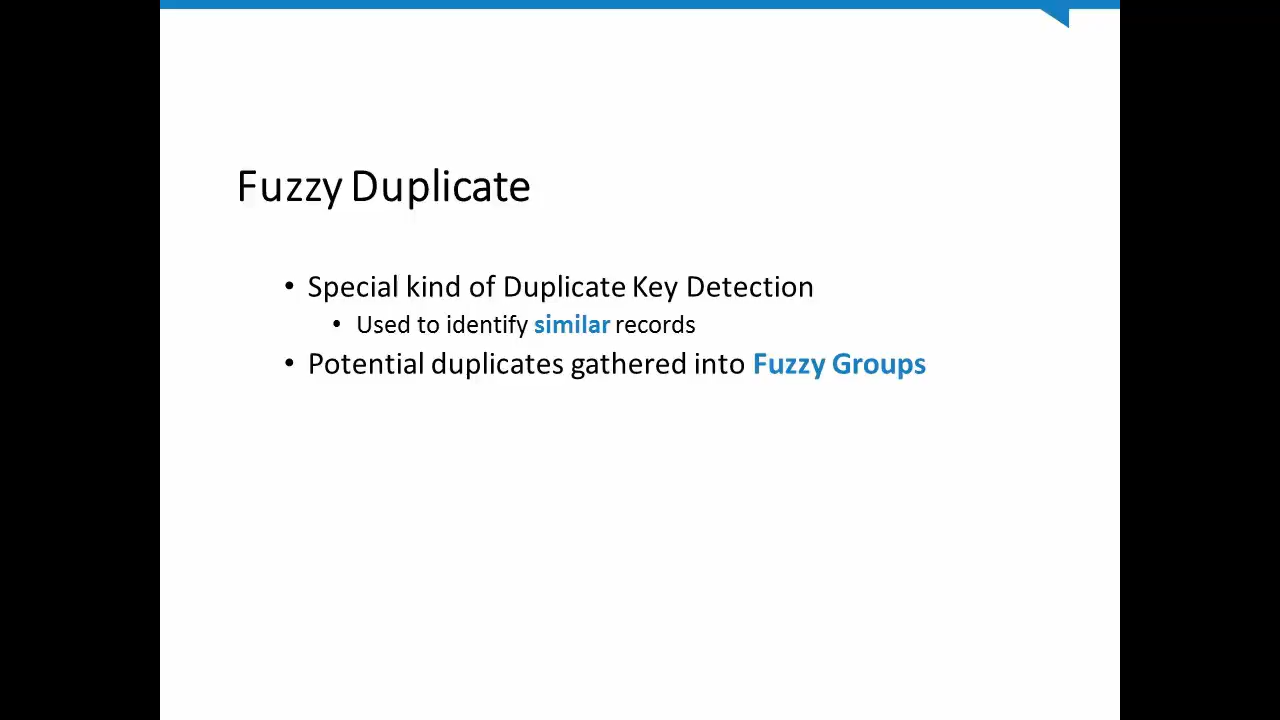 Fuzzy Duplicate
• Special kind of Duplicate Key Detection
• Used to identify similar records
• Potential duplicates gathered into Fuzzy Groups